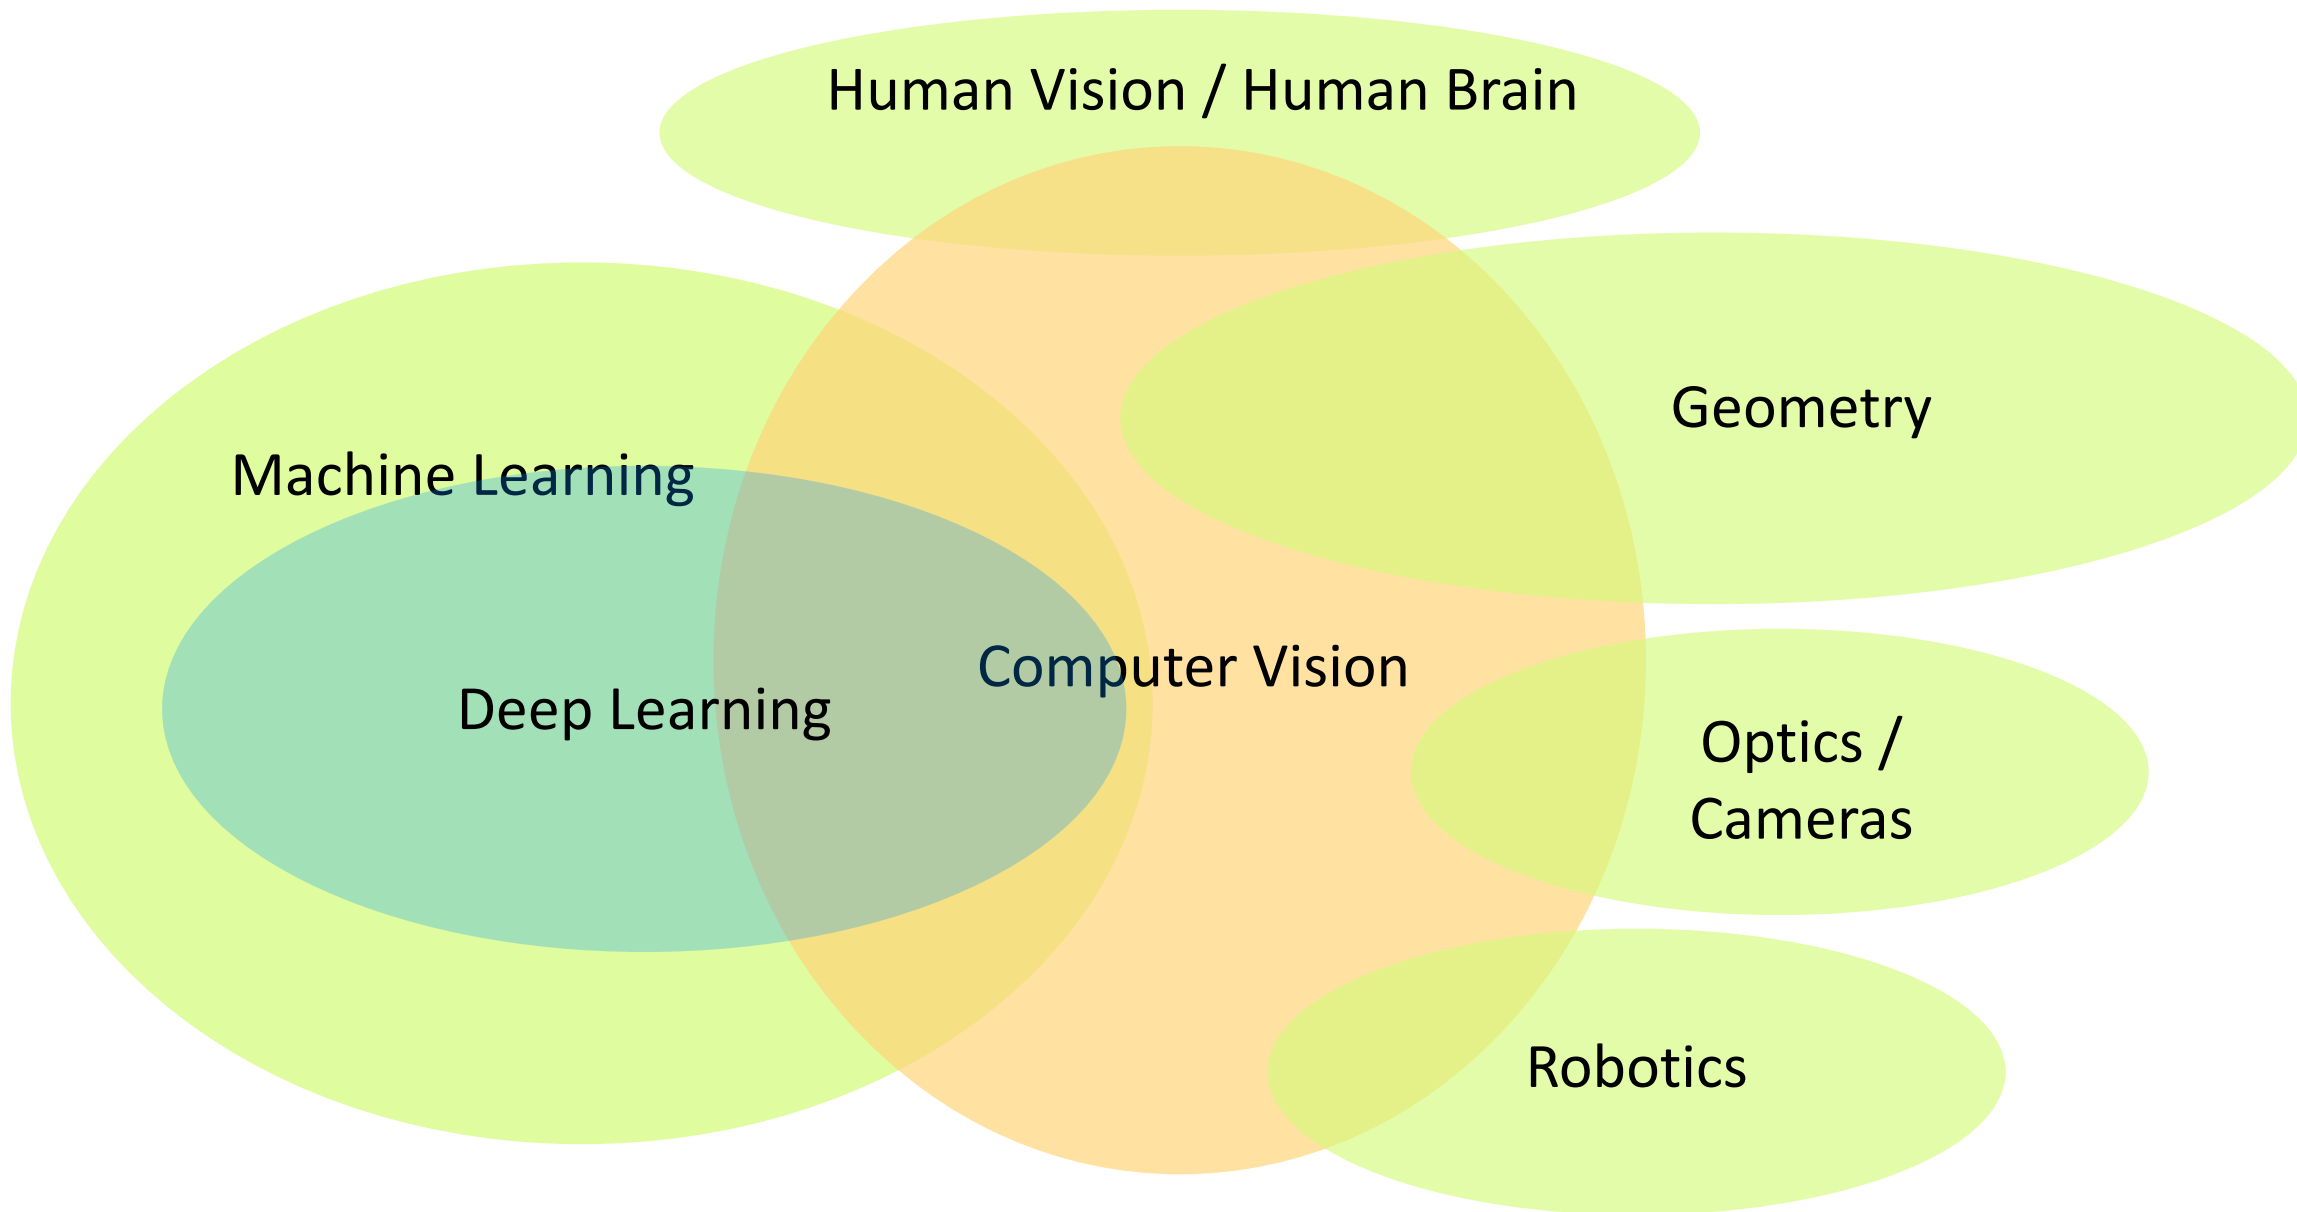 Human Vision / Human Brain
Geometry
Machine Learning
Computer Vision
Deep Learning
Optics /
Cameras
Robotics